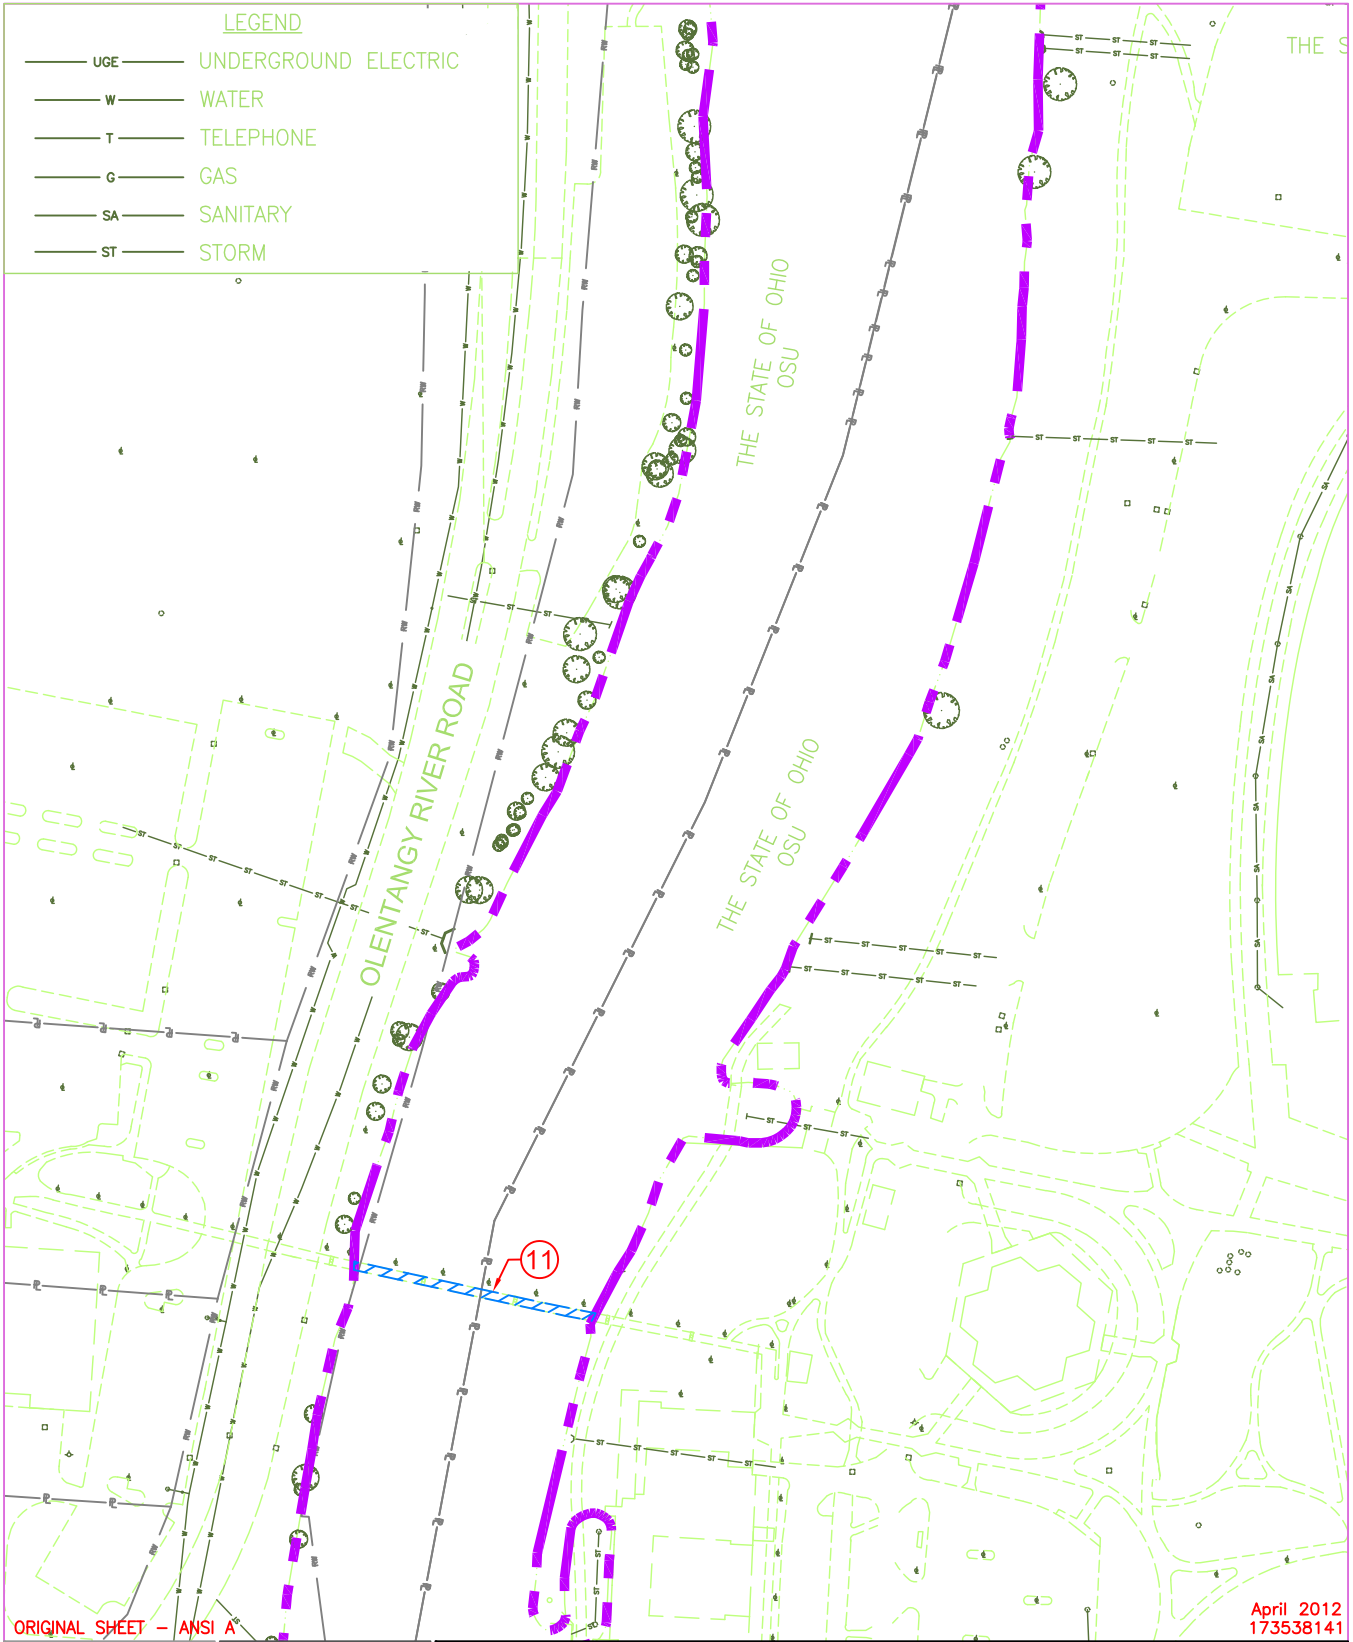 LEGEND
UGE UNDERGROUND ELECTRIC
W WATER
T TELEPHONE
G GAS
SA SANITARY
ST STORM
THE S
THE STATE OF OHIO
OSU
OLENTANGY RIVER ROAD
THE STATE OF OHIO
OSU
11
ORIGINAL SHEET - ANSI A
April 2012
173538141